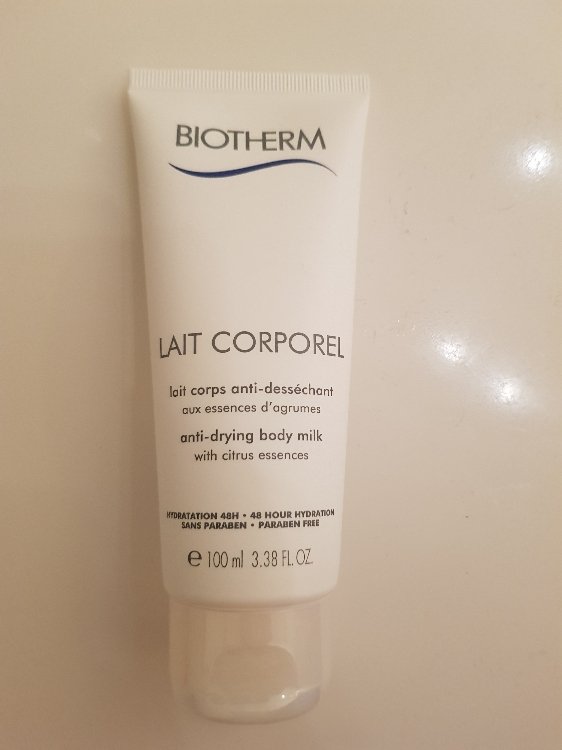 BIOTHERM
LAIT CORPOREL
lait corps anti-desséchant
aux essences d'agrumes
anti-drying body milk
with citrus essences
HYDRATATION 48H • 48 HOUR HYDRATION
SANS PARABEN • PARABEN FREE
e 100 ml 3.38 FL. OZ.